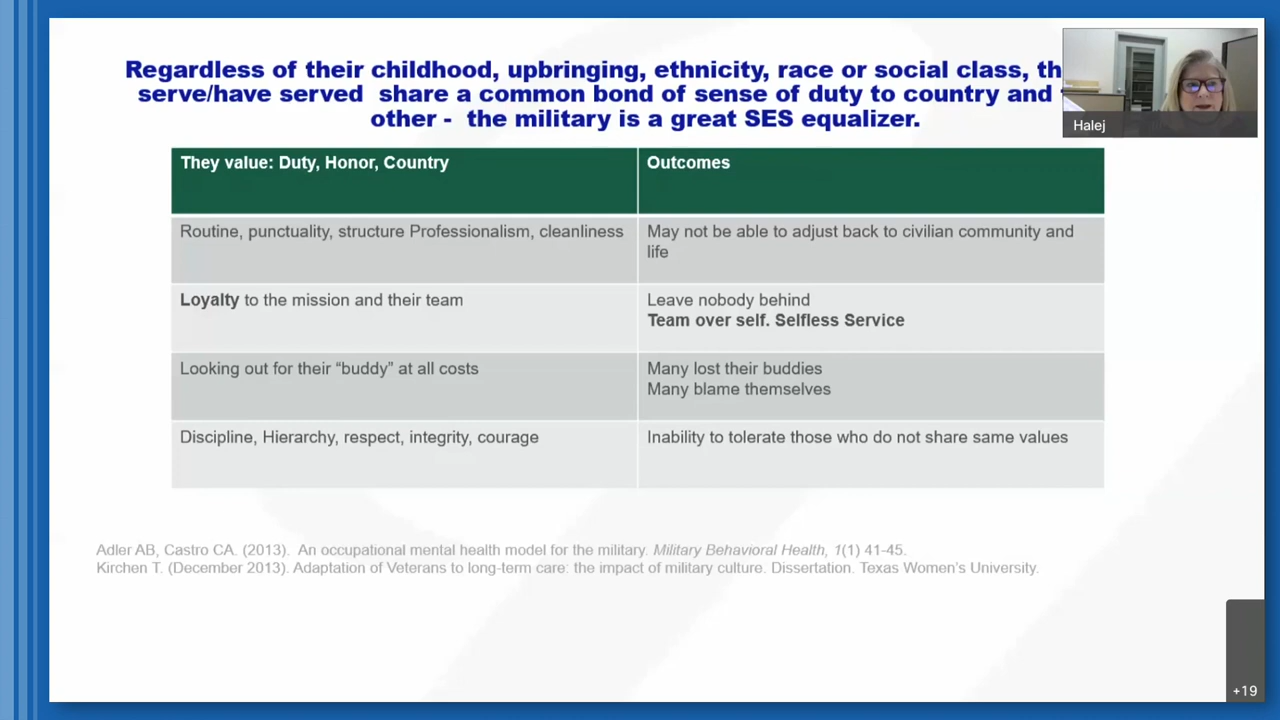 Regardless of their childhood, upbringing, ethnicity, race or social class,
serve/have served share a common bond of sense of duty to country and
other - the military is a great SES equalizer.
Halej
They value: Duty, Honor, Country
Outcomes
Routine, punctuality, structure Professionalism, cleanliness
May not be able to adjust back to civilian community and
life
Loyalty to the mission and their team
Leave nobody behind
Team over self. Selfless Service
Looking out for their “buddy” at all costs
Many lost their buddies
Many blame themselves
Discipline, Hierarchy, respect, integrity, courage
Inability to tolerate those who do not share same values
Adler AB, Castro CA. (2013). An occupational mental health model for the military. Military Behavioral Health, 1(1) 41-45.
Kirchen T. (December 2013). Adaptation of Veterans to long-term care: the impact of military culture. Dissertation. Texas Women’s University.
+19